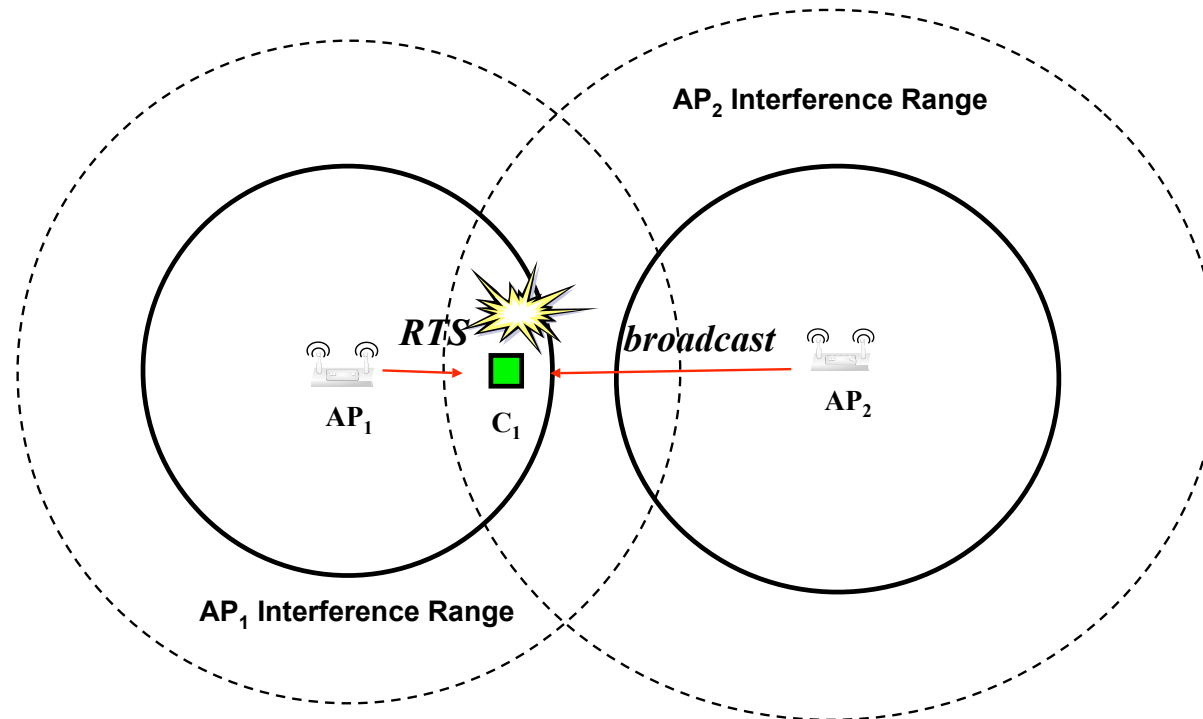 AP₂ Interference Range
RTS
broadcast
AP₁
C₁
AP₂
AP₁ Interference Range